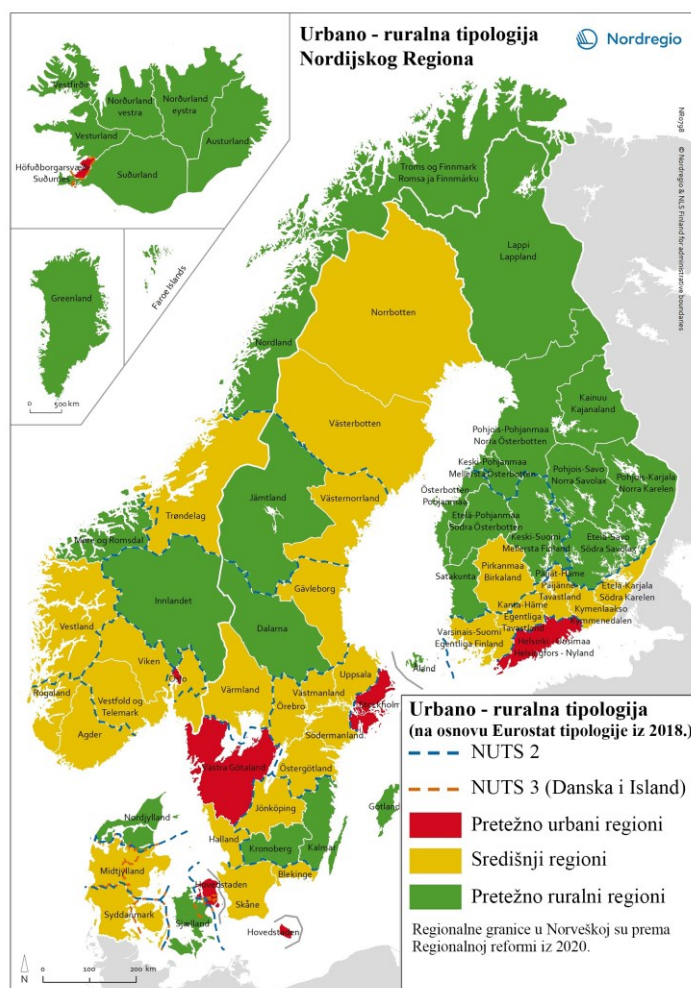 Urbano - ruralna tipologija
Nordijskog Regiona
Nordregio
NR0798
© Nordregio & NLS Finland for administrative boundaries
Vestfirðir
Norðurland
vestra
Norðurland
eystra
Vesturland
Austurland
Suðurnes
Suðurland
Greenland
0 500 km
Faroe Islands
Troms og Finnmark
Romsa ja Finnmárku
Lappi
Lappland
Norrbotten
Nordland
Kainuu
Kajanaland
Västerbotten
Pohjois-Pohjanmaa
Norra Österbotten
Keski-Pohjanmaa
Mellersta Österbotten
Pohjois-Savo
Norra Savolax
Pohjois-Karjala
Norra Karelen
Österbotten
Pohjanmaa
Etelä-Pohjanmaa
Södra Österbotten
Keski-Suomi
Mellersta Finland
Etelä-Savo
Södra Savolax
Jämtland
Västernorrland
Trøndelag
Møre og Romsdal
Pirkanmaa
Birkaland
Satakunta
Päijät-Häme
Päijänne
Tavastland
Etelä-Karjala
Södra Karelen
Kanta-Häme
Egentliga
Tavastland
Kymenlaakso
Kymmenedalen
Varsinais-Suomi
Egentliga Finland
Helsinki - Uusimaa
Helsingfors - Nyland
Åland
Innlandet
Gävleborg
Dalarna
Vestland
Viken
Oslo
Uppsala
Värmland
Västmanland
Örebro
Stockholm
Rogaland
Vestfold og
Telemark
Agder
Södermanland
Västra Götaland
Östergötland
Jönköping
Gotland
Nordjylland
Halland
Kronoberg
Kalmar
Blekinge
Midtjylland
Hovedstaden
Skåne
Syddanmark
Sjælland
Hovedstaden
N
0 100 200 km
Urbano - ruralna tipologija
(na osnovu Eurostat tipologije iz 2018.)
NUTS 2
NUTS 3 (Danska i Island)
Pretežno urbani regioni
Središnji regioni
Pretežno ruralni regioni
Regionalne granice u Norveškoj su prema
Regionalnoj reformi iz 2020.